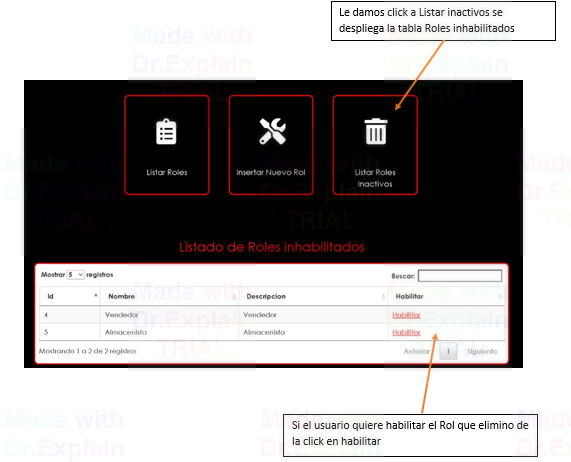 Le damos click a Listar inactivos se
despliega la tabla Roles inhabilitados
Made with
Dr.Explain
TRIAL
Listar Roles
Insertar Nuevo Rol
Listar Roles
Inactivos
Listado de Roles inhabilitados
Mostrar 5 registros
Buscar:
Id Nombre Descripcion Habilitar
4 Vendedor Vendedor Habilitar
5 Almacenista Almacenista Habilitar
Mostrando 1 a 2 de 2 registros
Anterior 1 Siguiente
Si el usuario quiere habilitar el Rol que elimino de
la click en habilitar
Made with
Dr.Explain